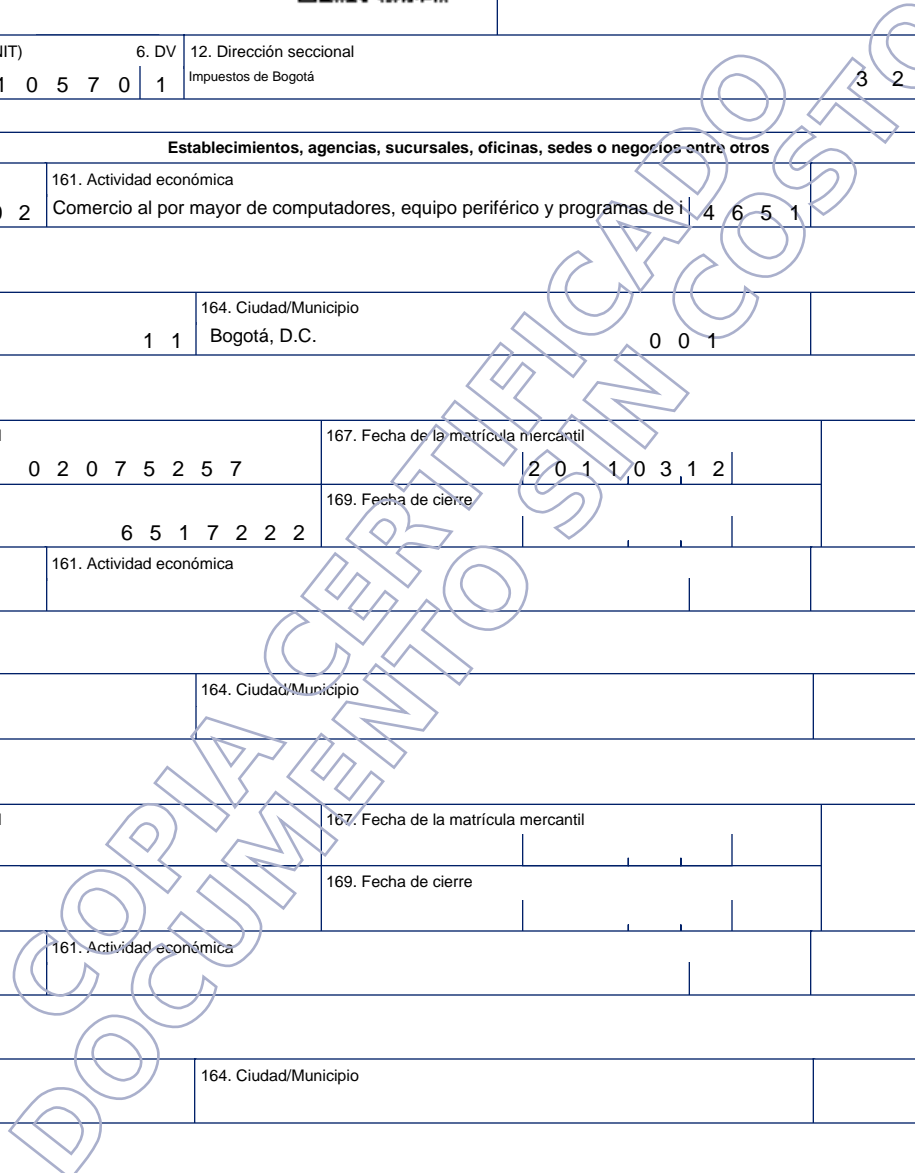 NIT) 6. DV 12. Dirección seccional
1 0 5 7 0 1 Impuestos de Bogotá 3 2
Establecimientos, agencias, sucursales, oficinas, sedes o negocios entre otros
161. Actividad económica
0 2 Comercio al por mayor de computadores, equipo periférico y programas de i 4 6 5 1
164. Ciudad/Municipio
1 1 Bogotá, D.C. 0 0 1
167. Fecha de la matrícula mercantil
0 2 0 7 5 2 5 7 2 0 1 1 0 3 1 2
169. Fecha de cierre
6 5 1 7 2 2 2
161. Actividad económica
164. Ciudad/Municipio
167. Fecha de la matrícula mercantil
169. Fecha de cierre
161. Actividad económica
164. Ciudad/Municipio
COPIA CERTIFICADO
DOCUMENTO SIN COSTO